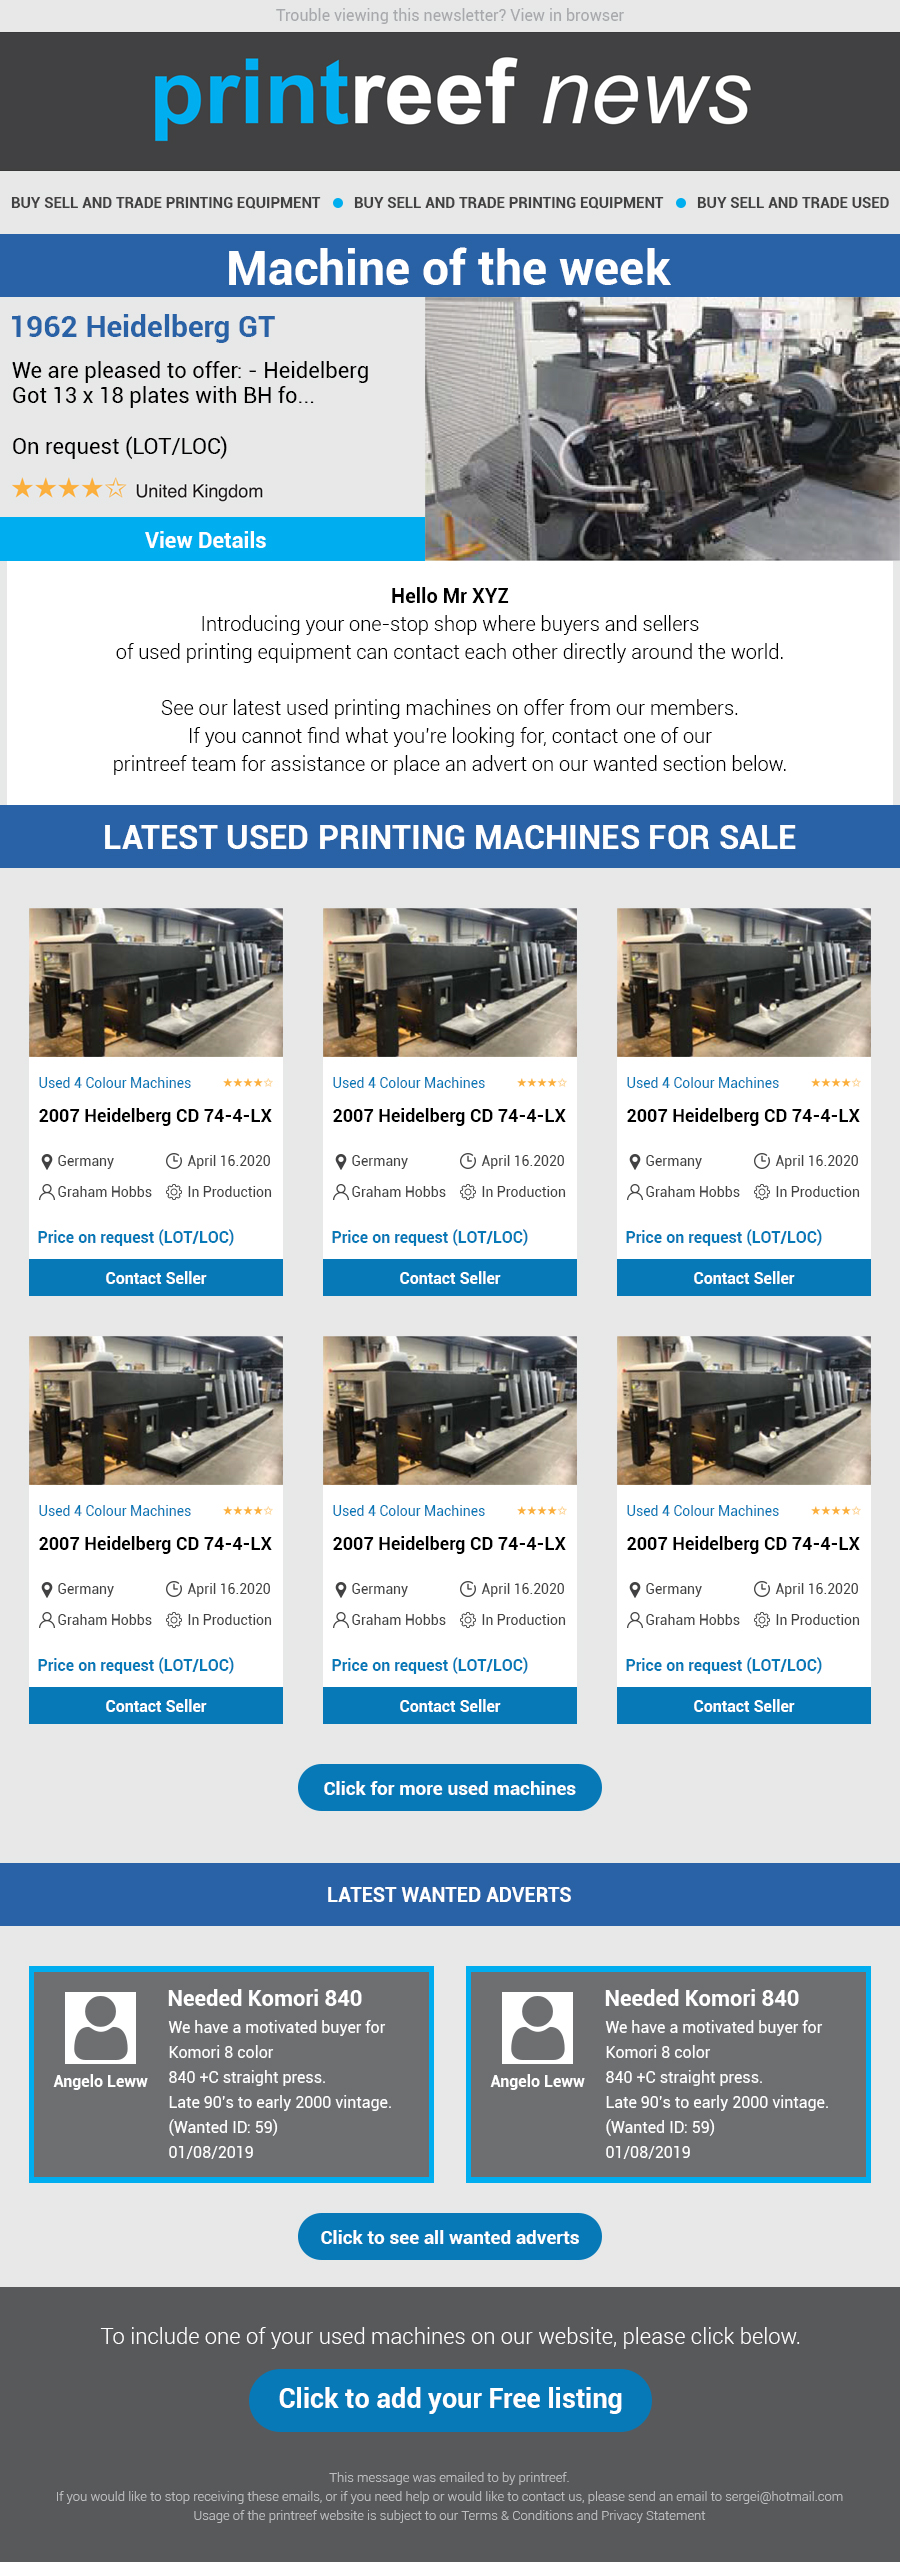 Trouble viewing this newsletter? View in browser
printreef news
BUY SELL AND TRADE PRINTING EQUIPMENT ● BUY SELL AND TRADE PRINTING EQUIPMENT ● BUY SELL AND TRADE USED
Machine of the week
1962 Heidelberg GT
We are pleased to offer: - Heidelberg
Got 13 x 18 plates with BH fo...
On request (LOT/LOC)
★★★★☆ United Kingdom
View Details
Hello Mr XYZ
Introducing your one-stop shop where buyers and sellers
of used printing equipment can contact each other directly around the world.
See our latest used printing machines on offer from our members.
If you cannot find what you're looking for, contact one of our
printreef team for assistance or place an advert on our wanted section below.
LATEST USED PRINTING MACHINES FOR SALE
Used 4 Colour Machines ★★★★☆
2007 Heidelberg CD 74-4-LX
Germany April 16.2020
Graham Hobbs In Production
Price on request (LOT/LOC)
Contact Seller
Used 4 Colour Machines ★★★★☆
2007 Heidelberg CD 74-4-LX
Germany April 16.2020
Graham Hobbs In Production
Price on request (LOT/LOC)
Contact Seller
Used 4 Colour Machines ★★★★☆
2007 Heidelberg CD 74-4-LX
Germany April 16.2020
Graham Hobbs In Production
Price on request (LOT/LOC)
Contact Seller
Used 4 Colour Machines ★★★★☆
2007 Heidelberg CD 74-4-LX
Germany April 16.2020
Graham Hobbs In Production
Price on request (LOT/LOC)
Contact Seller
Used 4 Colour Machines ★★★★☆
2007 Heidelberg CD 74-4-LX
Germany April 16.2020
Graham Hobbs In Production
Price on request (LOT/LOC)
Contact Seller
Used 4 Colour Machines ★★★★☆
2007 Heidelberg CD 74-4-LX
Germany April 16.2020
Graham Hobbs In Production
Price on request (LOT/LOC)
Contact Seller
Click for more used machines
LATEST WANTED ADVERTS
Angelo Leww
Needed Komori 840
We have a motivated buyer for
Komori 8 color
840 +C straight press.
Late 90's to early 2000 vintage.
(Wanted ID: 59)
01/08/2019
Angelo Leww
Needed Komori 840
We have a motivated buyer for
Komori 8 color
840 +C straight press.
Late 90's to early 2000 vintage.
(Wanted ID: 59)
01/08/2019
Click to see all wanted adverts
To include one of your used machines on our website, please click below.
Click to add your Free listing
This message was emailed to by printreef.
If you would like to stop receiving these emails, or if you need help or would like to contact us, please send an email to sergei@hotmail.com
Usage of the printreef website is subject to our Terms & Conditions and Privacy Statement